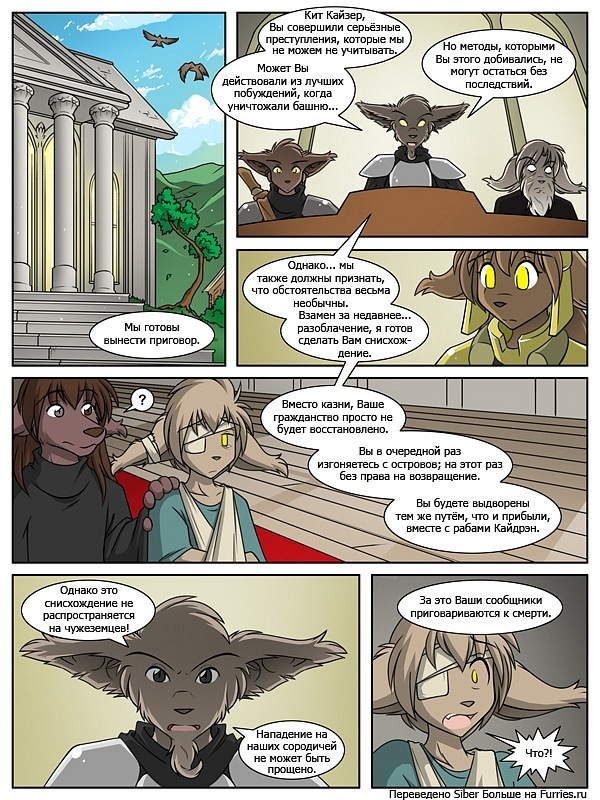 Мы готовы
вынести приговор.
Кит Кайзер,
Вы совершили серьёзные
преступления, которые мы
не можем не учитывать.
Может Вы
действовали из лучших
побуждений, когда
уничтожали башню...
Но методы, которыми
Вы этого добивались, не
могут остаться без
последствий.
Однако... мы
также должны признать,
что обстоятельства весьма
необычны.
Взамен за недавнее...
разоблачение, я готов
сделать Вам снисхож-
дение.
?
Вместо казни, Ваше
гражданство просто не
будет восстановлено.
Вы в очередной раз
изгоняетесь с островов; на этот раз
без права на возвращение.
Вы будете выдворены
тем же путём, что и прибыли,
вместе с рабами Кайдрэн.
Однако это
снисхождение не
распространяется
на чужеземцев!
Нападение на
наших сородичей
не может быть
прощено.
За это Ваши сообщники
приговариваются к смерти.
Что?!
Переведено Siber Больше на Furries.ru